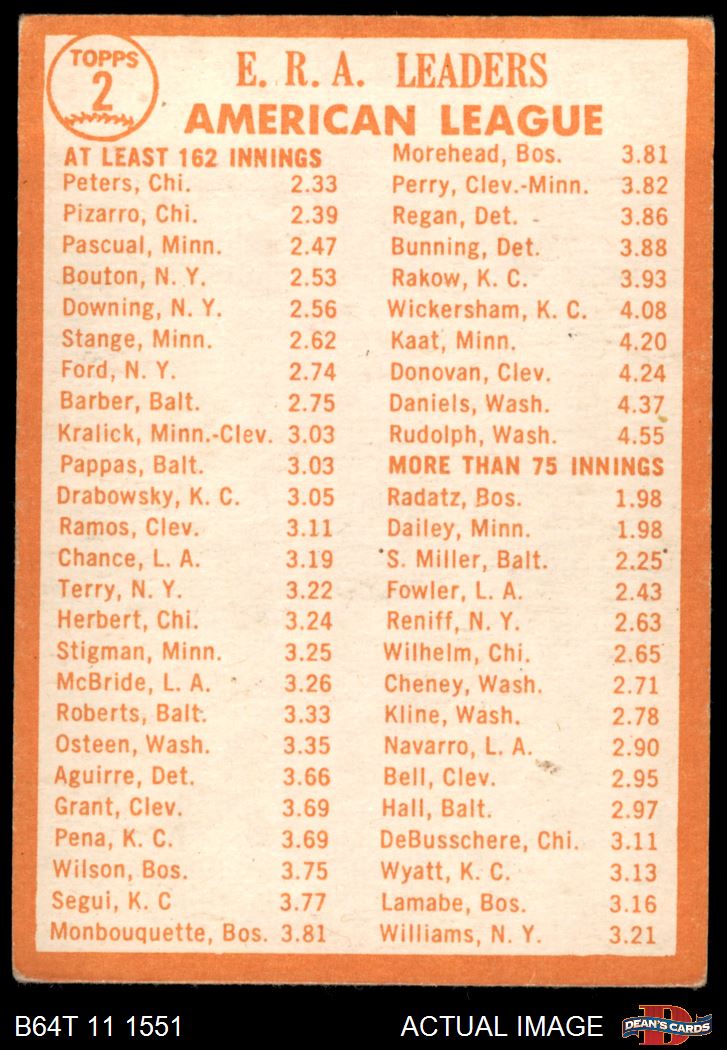 TOPPS
2
E. R. A. LEADERS
AMERICAN LEAGUE
AT LEAST 162 INNINGS
Peters, Chi. 2.33
Pizarro, Chi. 2.39
Pascual, Minn. 2.47
Bouton, N. Y. 2.53
Downing, N. Y. 2.56
Stange, Minn. 2.62
Ford, N. Y. 2.74
Barber, Balt. 2.75
Kralick, Minn.-Clev. 3.03
Pappas, Balt. 3.03
Drabowsky, K. C. 3.05
Ramos, Clev. 3.11
Chance, L. A. 3.19
Terry, N. Y. 3.22
Herbert, Chi. 3.24
Stigman, Minn. 3.25
McBride, L. A. 3.26
Roberts, Balt. 3.33
Osteen, Wash. 3.35
Aguirre, Det. 3.66
Grant, Clev. 3.69
Pena, K. C. 3.69
Wilson, Bos. 3.75
Segui, K. C 3.77
Monbouquette, Bos. 3.81
Morehead, Bos. 3.81
Perry, Clev.-Minn. 3.82
Regan, Det. 3.86
Bunning, Det. 3.88
Rakow, K. C. 3.93
Wickersham, K. C. 4.08
Kaat, Minn. 4.20
Donovan, Clev. 4.24
Daniels, Wash. 4.37
Rudolph, Wash. 4.55
MORE THAN 75 INNINGS
Radatz, Bos. 1.98
Dailey, Minn. 1.98
S. Miller, Balt. 2.25
Fowler, L. A. 2.43
Reniff, N. Y. 2.63
Wilhelm, Chi. 2.65
Cheney, Wash. 2.71
Kline, Wash. 2.78
Navarro, L. A. 2.90
Bell, Clev. 2.95
Hall, Balt. 2.97
DeBusschere, Chi. 3.11
Wyatt, K. C. 3.13
Lamabe, Bos. 3.16
Williams, N. Y. 3.21
B64T 11 1551
ACTUAL IMAGE
D
DEAN'S CARDS